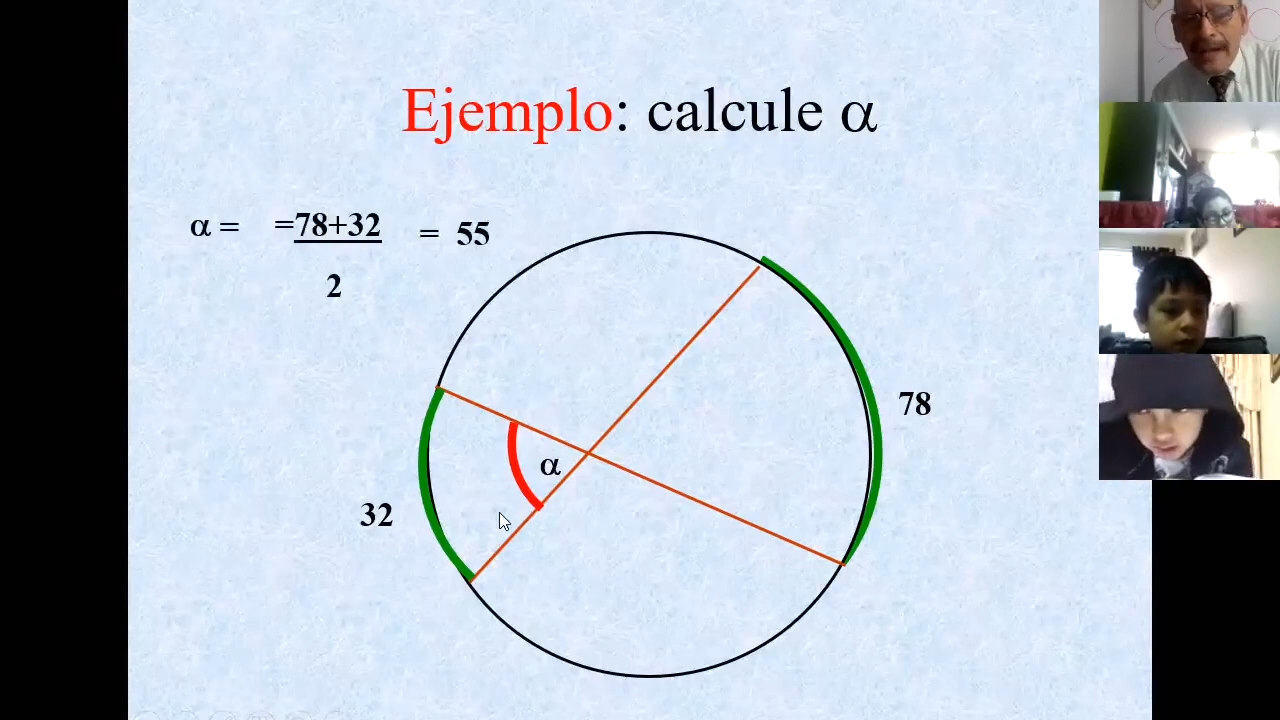 Ejemplo: calcule α
α = =78+32 = 55
2
78
α
32